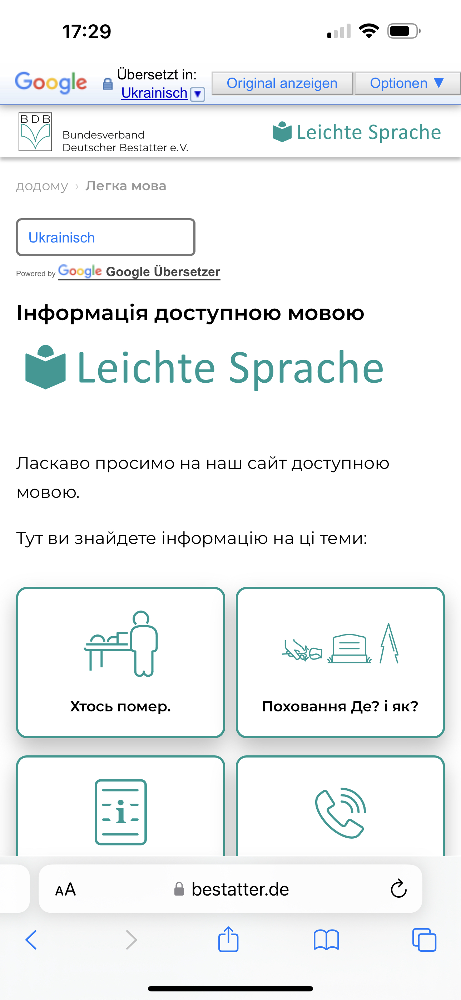 17:29
Google
Übersetzt in:
Ukrainisch ▼
Original anzeigen
Optionen ▼
BDB
Bundesverband
Deutscher Bestatter e.V.
Leichte Sprache
додому › Легка мова
Ukrainisch
Powered by Google Google Übersetzer
Інформація доступною мовою
Leichte Sprache
Ласкаво просимо на наш сайт доступною
мовою.
Тут ви знайдете інформацію на ці теми:
Хтось помер.
Поховання Де? і як?
i
AA
bestatter.de